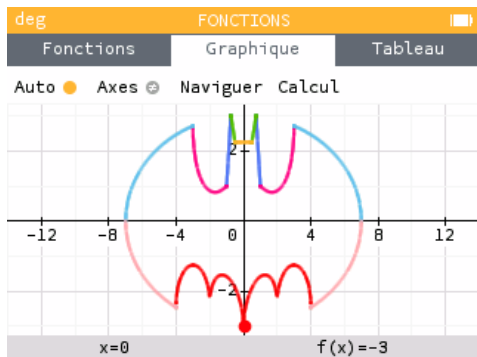 deg FONCTIONS
Fonctions Graphique Tableau
Auto Axes Naviguer Calcul
2
-12 -8 -4 0 4 8 12
-2
x=0 f(x)=-3